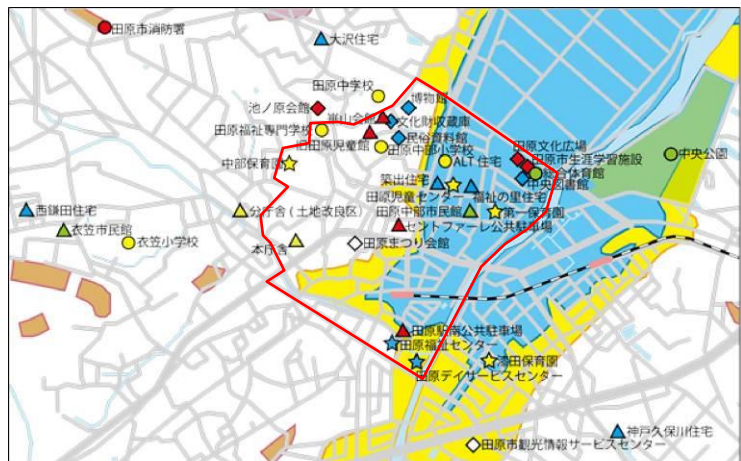 田原市消防署
大沢住宅
田原中学校
池ノ原会館
博物館
崋山会館
文化財収蔵庫
田原福祉専門学校
民俗資料館
旧田原児童館
田原中部小学校
中部保育園
ALT住宅
田原文化広場
田原市生涯学習施設
総合体育館
中央図書館
中央公園
築出住宅
田原児童センター
福祉の里住宅
西鎌田住宅
分庁舎(土地改良区)
田原中部市民館
第一保育園
衣笠市民館
セントファーレ公共駐車場
衣笠小学校
本庁舎
田原まつり会館
田原駅南公共駐車場
田原福祉センター
漆田保育園
田原デイサービスセンター
神戸久保川住宅
田原市観光情報サービスセンター